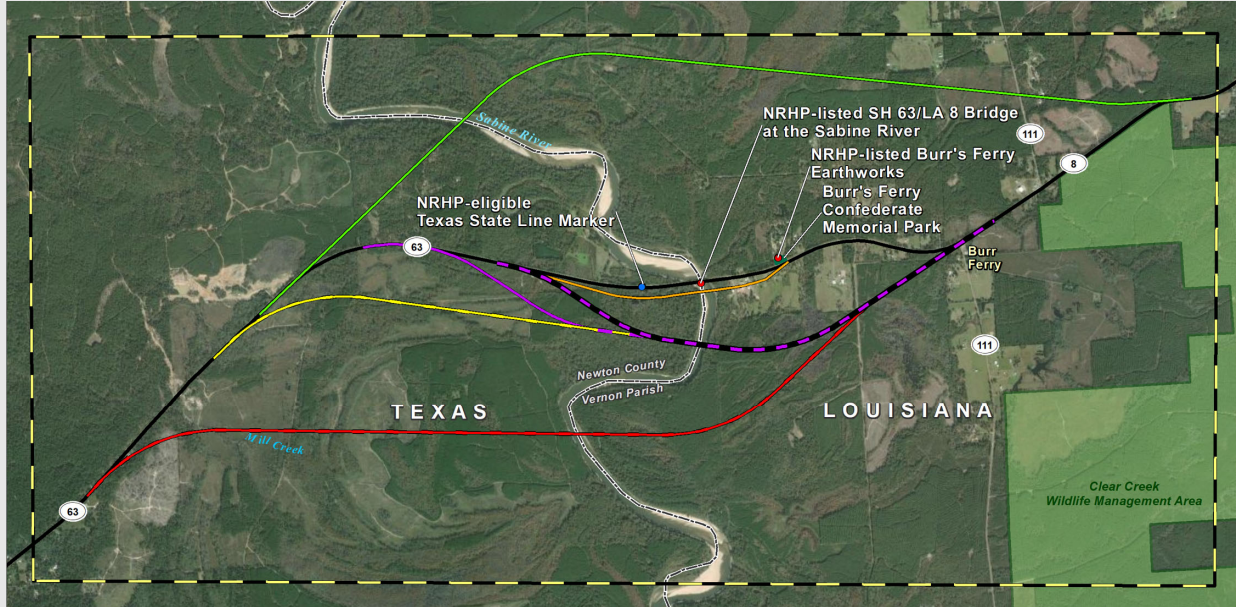 NRHP-listed SH 63/LA 8 Bridge
at the Sabine River
Sabine River
111
NRHP-listed Burr's Ferry
Earthworks
8
Burr's Ferry
Confederate
Memorial Park
NRHP-eligible
Texas State Line Marker
63
Burr
Ferry
111
Newton County
Vernon Parish
TEXAS
LOUISIANA
Mill Creek
Clear Creek
Wildlife Management Area
63